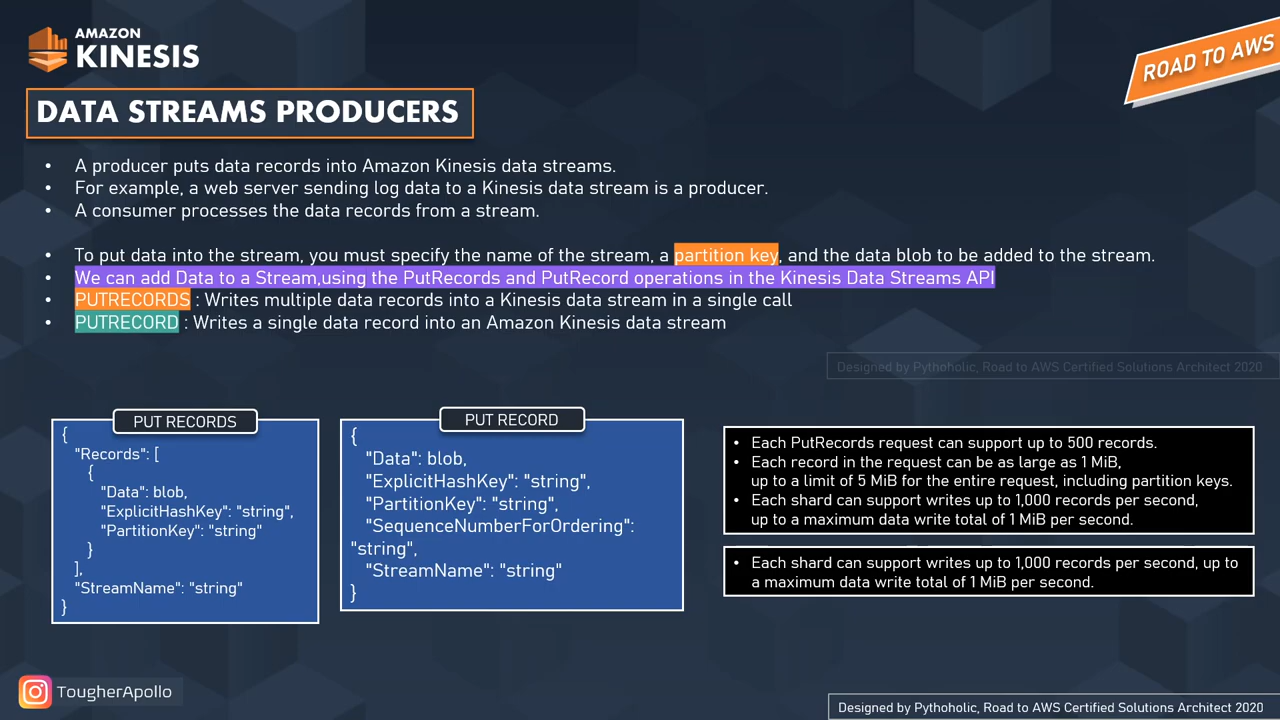 AMAZON
KINESIS
ROAD TO AWS
DATA STREAMS PRODUCERS
• A producer puts data records into Amazon Kinesis data streams.
• For example, a web server sending log data to a Kinesis data stream is a producer.
• A consumer processes the data records from a stream.
• To put data into the stream, you must specify the name of the stream, a partition key, and the data blob to be added to the stream.
• We can add Data to a Stream,using the PutRecords and PutRecord operations in the Kinesis Data Streams API
• PUTRECORDS : Writes multiple data records into a Kinesis data stream in a single call
• PUTRECORD : Writes a single data record into an Amazon Kinesis data stream
Designed by Pythoholic, Road to AWS Certified Solutions Architect 2020
PUT RECORDS
{
"Records": [
{
"Data": blob,
"ExplicitHashKey": "string",
"PartitionKey": "string"
}
],
"StreamName": "string"
}
PUT RECORD
{
"Data": blob,
"ExplicitHashKey": "string",
"PartitionKey": "string",
"SequenceNumberForOrdering":
"string",
"StreamName": "string"
}
• Each PutRecords request can support up to 500 records.
• Each record in the request can be as large as 1 MiB,
up to a limit of 5 MiB for the entire request, including partition keys.
• Each shard can support writes up to 1,000 records per second,
up to a maximum data write total of 1 MiB per second.
• Each shard can support writes up to 1,000 records per second, up to
a maximum data write total of 1 MiB per second.
TougherApollo
Designed by Pythoholic, Road to AWS Certified Solutions Architect 2020